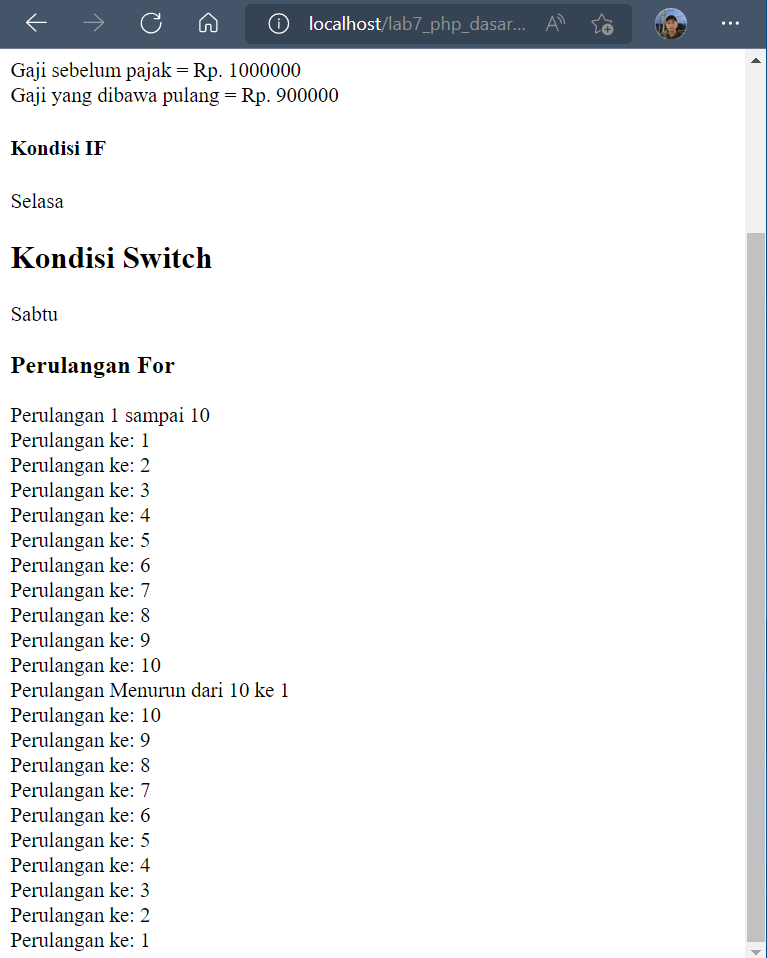 localhost/lab7_php_dasar...
Gaji sebelum pajak = Rp. 1000000
Gaji yang dibawa pulang = Rp. 900000
Kondisi IF
Selasa
Kondisi Switch
Sabtu
Perulangan For
Perulangan 1 sampai 10
Perulangan ke: 1
Perulangan ke: 2
Perulangan ke: 3
Perulangan ke: 4
Perulangan ke: 5
Perulangan ke: 6
Perulangan ke: 7
Perulangan ke: 8
Perulangan ke: 9
Perulangan ke: 10
Perulangan Menurun dari 10 ke 1
Perulangan ke: 10
Perulangan ke: 9
Perulangan ke: 8
Perulangan ke: 7
Perulangan ke: 6
Perulangan ke: 5
Perulangan ke: 4
Perulangan ke: 3
Perulangan ke: 2
Perulangan ke: 1